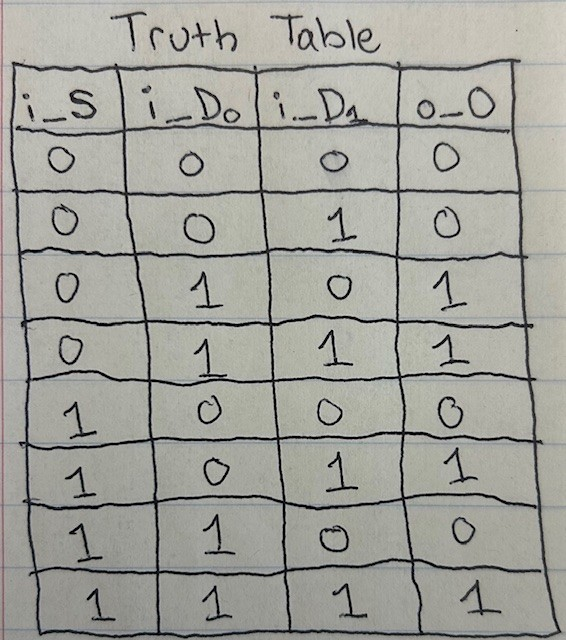 Truth Table
i_S i_D0 i_D1 o_O
0 0 0 0
0 0 1 0
0 1 0 1
0 1 1 1
1 0 0 0
1 0 1 1
1 1 0 0
1 1 1 1